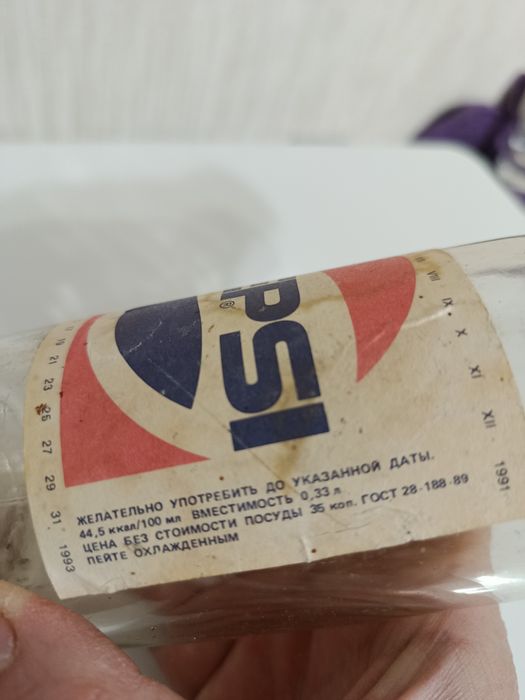 PSI
®
VIII
IX
X
XI
XII
1991
19
21
23
25
27
29
31
1993
ЖЕЛАТЕЛЬНО УПОТРЕБИТЬ ДО УКАЗАННОЙ ДАТЫ.
44,5 ккал/100 мл ВМЕСТИМОСТЬ 0,33 л
ЦЕНА БЕЗ СТОИМОСТИ ПОСУДЫ 35 коп. ГОСТ 28-188-89
ПЕЙТЕ ОХЛАЖДЕННЫМ